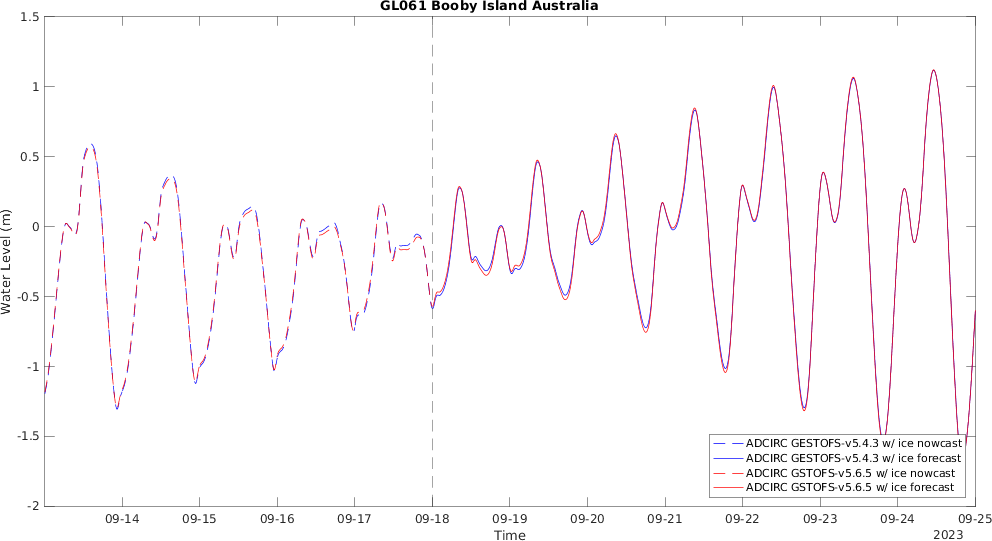 GL061 Booby Island Australia
1.5
1
0.5
0
-0.5
-1
-1.5
-2
Water Level (m)
ADCIRC GESTOFS-v5.4.3 w/ ice nowcast
ADCIRC GESTOFS-v5.4.3 w/ ice forecast
ADCIRC GSTOFS-v5.6.5 w/ ice nowcast
ADCIRC GSTOFS-v5.6.5 w/ ice forecast
09-14 09-15 09-16 09-17 09-18 09-19 09-20 09-21 09-22 09-23 09-24 09-25
Time
2023